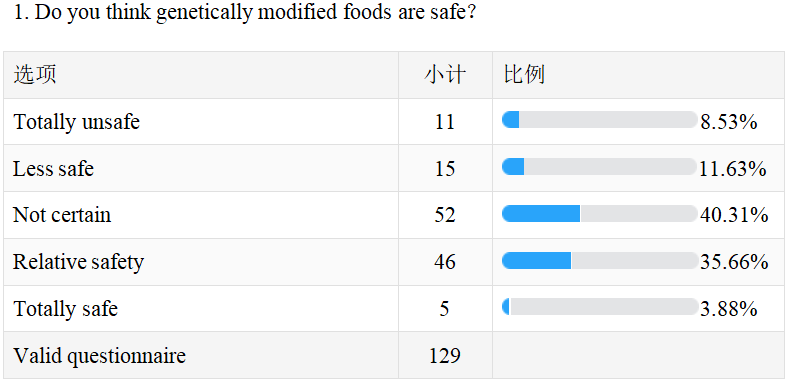 1. Do you think genetically modified foods are safe？
选项 小计 比例
Totally unsafe 11 8.53%
Less safe 15 11.63%
Not certain 52 40.31%
Relative safety 46 35.66%
Totally safe 5 3.88%
Valid questionnaire 129